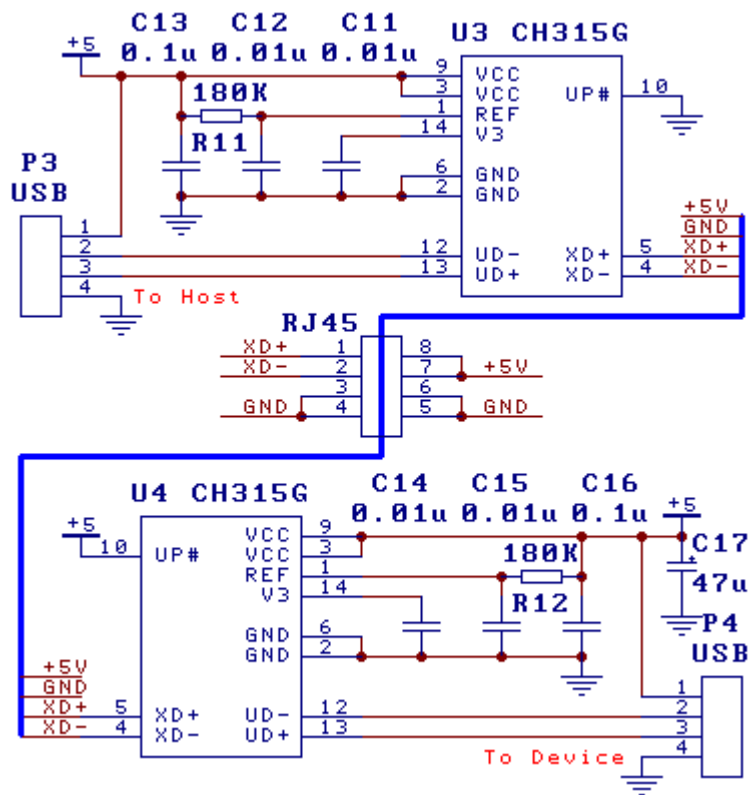 C13 C12 C11
U3 CH315G
+5
0.1u 0.01u 0.01u
9 VCC
3 VCC
UP# 10
180K
1 REF
14 V3
R11
P3
USB
6 GND
2 GND
1
2
3
4
12 UD-
13 UD+
XD+ 5
XD- 4
+5V
GND
XD+
XD-
To Host
RJ45
XD+ 1
XD- 2
3
GND 4
8
7 +5V
6
5 GND
U4 CH315G
C14 C15 C16
0.01u 0.01u 0.1u
+5
+5
10 UP#
VCC 9
VCC 3
REF 1
V3 14
180K
R12
C17
+
47u
GND 6
GND 2
P4
USB
+5V
GND
XD+ 5 XD+
XD- 4 XD-
UD- 12
UD+ 13
1
2
3
4
To Device